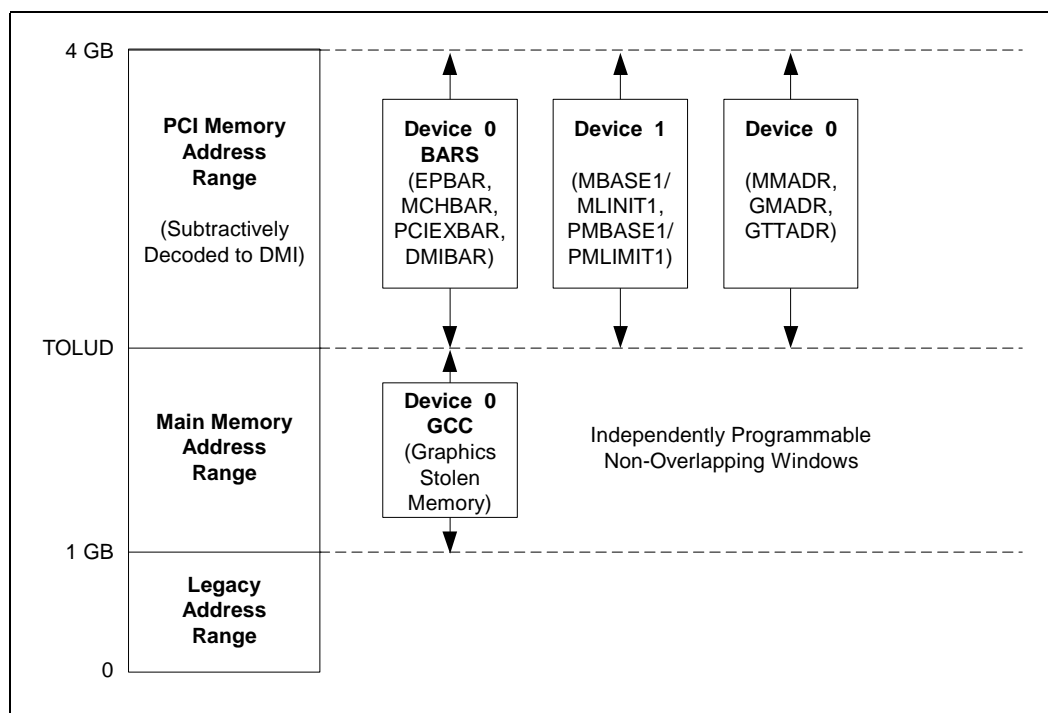 4 GB
PCI Memory
Address
Range
(Subtractively
Decoded to DMI)
Device 0
BARS
(EPBAR,
MCHBAR,
PCIEXBAR,
DMIBAR)
Device 1
(MBASE1/
MLINIT1,
PMBASE1/
PMLIMIT1)
Device 0
(MMADR,
GMADR,
GTTADR)
TOLUD
Main Memory
Address
Range
Device 0
GCC
(Graphics
Stolen
Memory)
Independently Programmable
Non-Overlapping Windows
1 GB
Legacy
Address
Range
0